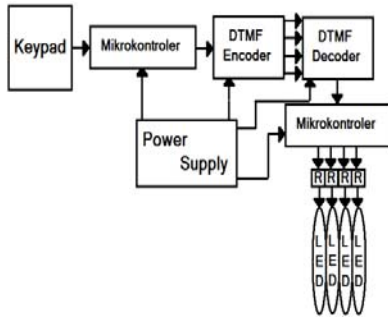 Keypad
Mikrokontroler
DTMF
Encoder
DTMF
Decoder
Power
Supply
Mikrokontroler
R R R R
L L L L
E E E E
D D D D